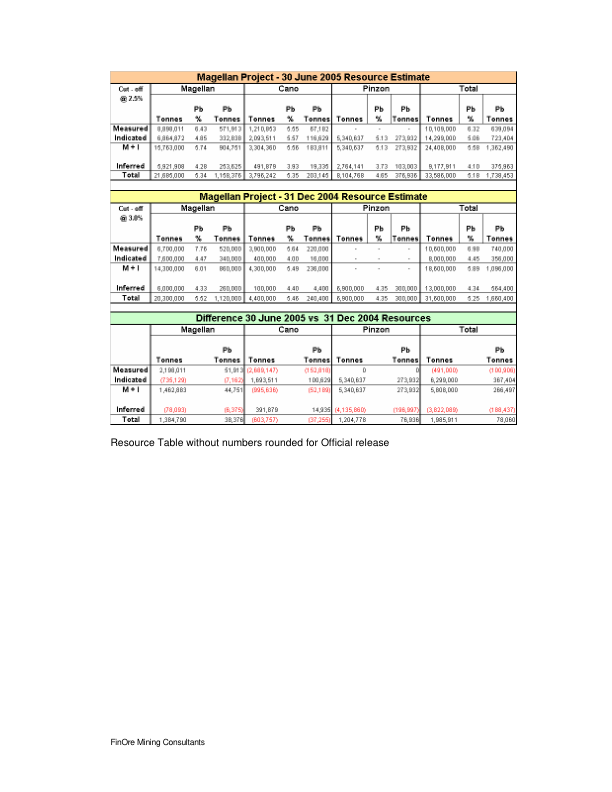 Magellan Project - 30 June 2005 Resource Estimate
Cut - off Magellan Cano Pinzon Total
@ 2.5%
Pb Pb Pb Pb Pb Pb Pb Pb
Tonnes % Tonnes Tonnes % Tonnes Tonnes % Tonnes Tonnes % Tonnes
Measured 8,898,011 6.43 571,913 1,210,853 5.55 67,182 - - - 10,109,000 6.32 639,094
Indicated 6,864,872 4.85 332,838 2,093,511 5.57 116,629 5,340,637 5.13 273,932 14,299,000 5.06 723,404
M + I 15,763,000 5.74 904,751 3,304,360 5.56 183,811 5,340,637 5.13 273,932 24,408,000 5.58 1,362,490
Inferred 5,921,908 4.28 253,625 491,879 3.93 19,335 2,764,141 3.73 103,003 9,177,911 4.10 375,963
Total 21,685,000 5.34 1,158,376 3,796,242 5.35 203,145 8,104,768 4.65 376,936 33,586,000 5.18 1,738,453
Magellan Project - 31 Dec 2004 Resource Estimate
Cut - off Magellan Cano Pinzon Total
@ 3.0%
Pb Pb Pb Pb Pb Pb Pb Pb
Tonnes % Tonnes Tonnes % Tonnes Tonnes % Tonnes Tonnes % Tonnes
Measured 6,700,000 7.76 520,000 3,900,000 5.64 220,000 - - - 10,600,000 6.98 740,000
Indicated 7,600,000 4.47 340,000 400,000 4.00 16,000 - - - 8,000,000 4.45 356,000
M + I 14,300,000 6.01 860,000 4,300,000 5.49 236,000 - - - 18,600,000 5.89 1,096,000
Inferred 6,000,000 4.33 260,000 100,000 4.40 4,400 6,900,000 4.35 300,000 13,000,000 4.34 564,400
Total 20,300,000 5.52 1,120,000 4,400,000 5.46 240,400 6,900,000 4.35 300,000 31,600,000 5.25 1,660,400
Difference 30 June 2005 vs 31 Dec 2004 Resources
Magellan Cano Pinzon Total
Pb Pb Pb Pb
Tonnes Tonnes Tonnes Tonnes Tonnes Tonnes Tonnes Tonnes
Measured 2,198,011 51,913 (2,689,147) (152,818) 0 0 (491,000) (100,906)
Indicated (735,129) (7,162) 1,693,511 100,629 5,340,637 273,932 6,299,000 367,404
M + I 1,462,883 44,751 (995,636) (52,189) 5,340,637 273,932 5,808,000 266,497
Inferred (78,093) (6,375) 391,879 14,935 (4,135,860) (196,997) (3,822,089) (188,437)
Total 1,384,790 38,376 (603,757) (37,255) 1,204,778 76,936 1,985,911 78,060
Resource Table without numbers rounded for Official release
FinOre Mining Consultants